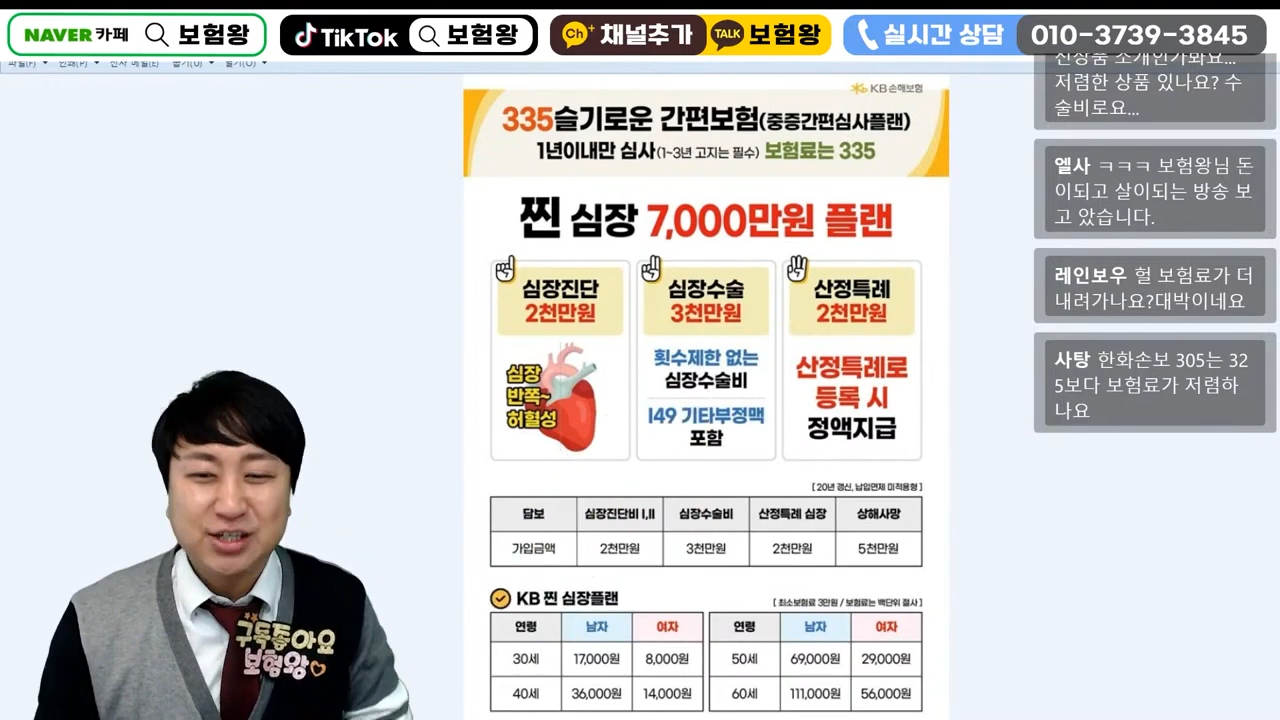 NAVER 카페 보험왕
TikTok 보험왕
Ch+ 채널추가 TALK 보험왕
실시간 상담 010-3739-3845
파일(F) 인쇄(P)
신상품 소개인가봐요...
저렴한 상품 있나요? 수
술비로요...
엘사 ㅋㅋㅋ 보험왕님 돈
이되고 살이되는 방송 보
고 았습니다.
레인보우 헐 보험료가 더
내려가나요?대박이네요
사탕 한화손보 305는 32
5보다 보험료가 저렴하
나요
KB손해보험
335슬기로운 간편보험(중증간편심사플랜)
1년이내만 심사(1~3년 고지는 필수) 보험료는 335
찐 심장 7,000만원 플랜
심장진단
2천만원
심장
반쪽~
허혈성
심장수술
3천만원
횟수제한 없는
심장수술비
I49 기타부정맥
포함
산정특례
2천만원
산정특례로
등록 시
정액지급
[ 20년 갱신, 납입면제 미적용형 ]
담보 심장진단비 I,II 심장수술비 산정특례 심장 상해사망
가입금액 2천만원 3천만원 2천만원 5천만원
KB 찐 심장플랜
[ 최소보험료 3만원 / 보험료는 백단위 절사 ]
연령 남자 여자 연령 남자 여자
30세 17,000원 8,000원 50세 69,000원 29,000원
40세 36,000원 14,000원 60세 111,000원 56,000원
구독좋아요
보험왕